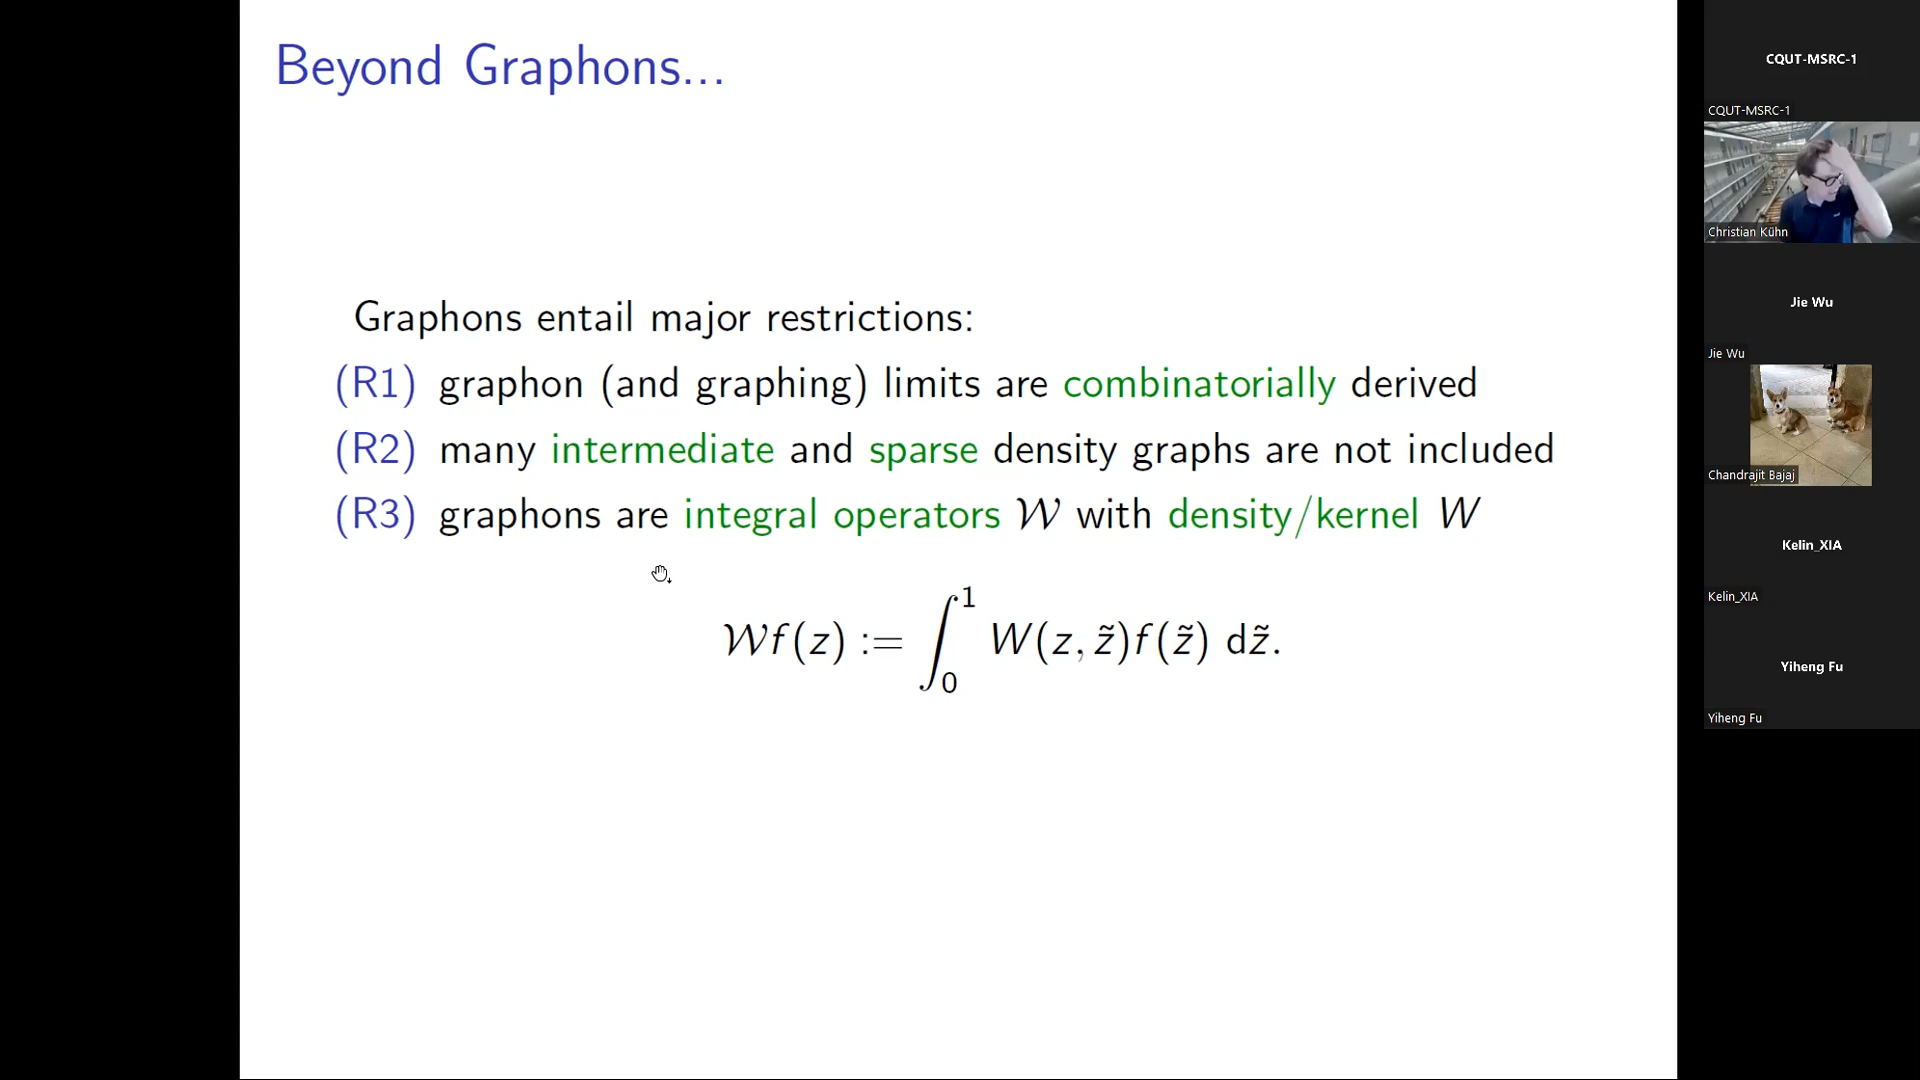 Beyond Graphons...
Graphons entail major restrictions:
(R1) graphon (and graphing) limits are combinatorially derived
(R2) many intermediate and sparse density graphs are not included
(R3) graphons are integral operators 𝒲 with density/kernel W
𝒲f(z) := ∫₀¹ W(z, z̃)f(z̃) dz̃.
CQUT-MSRC-1
CQUT-MSRC-1
Christian Kühn
Jie Wu
Jie Wu
Chandrajit Bajaj
Kelin_XIA
Kelin_XIA
Yiheng Fu
Yiheng Fu